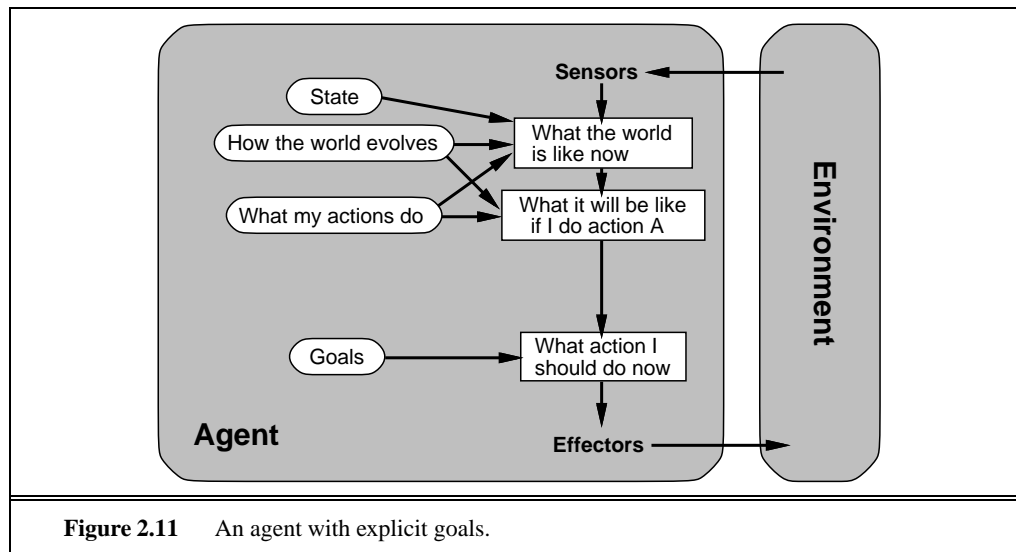 Sensors
State
What the world
is like now
How the world evolves
What my actions do
What it will be like
if I do action A
Goals
What action I
should do now
Agent
Effectors
Environment
Figure 2.11 An agent with explicit goals.